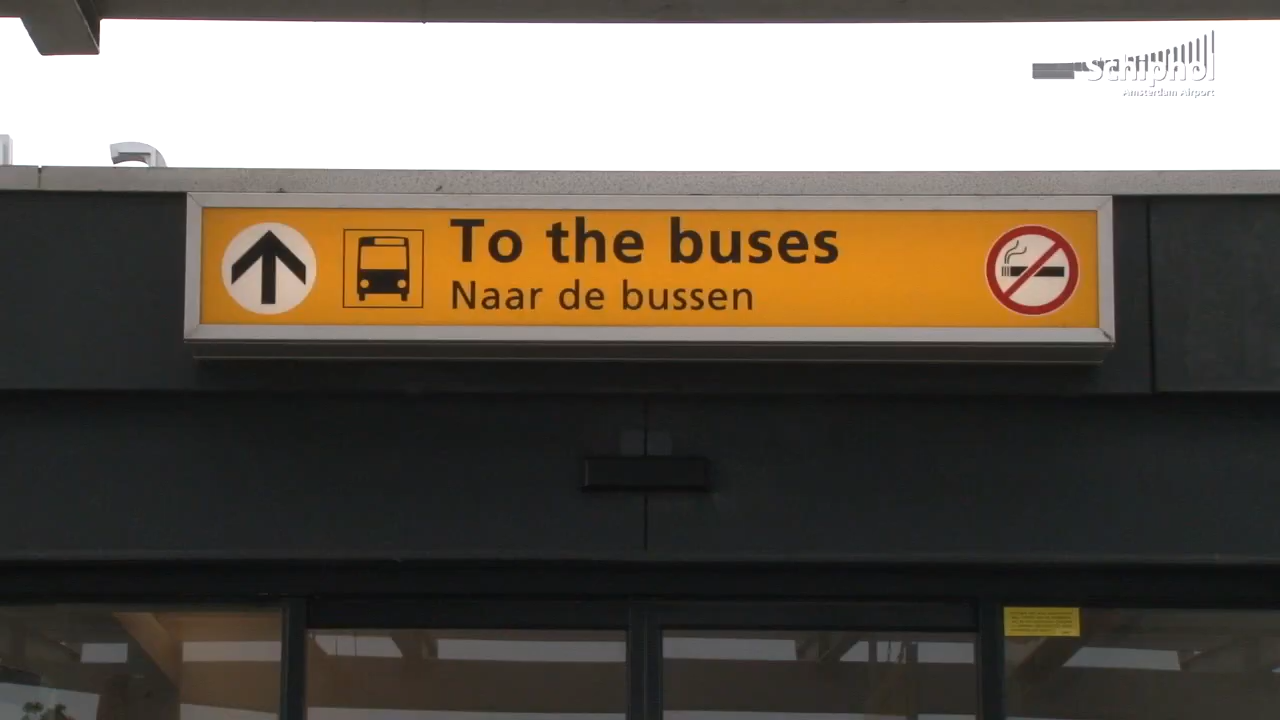 Schiphol
Amsterdam Airport
To the buses
Naar de bussen